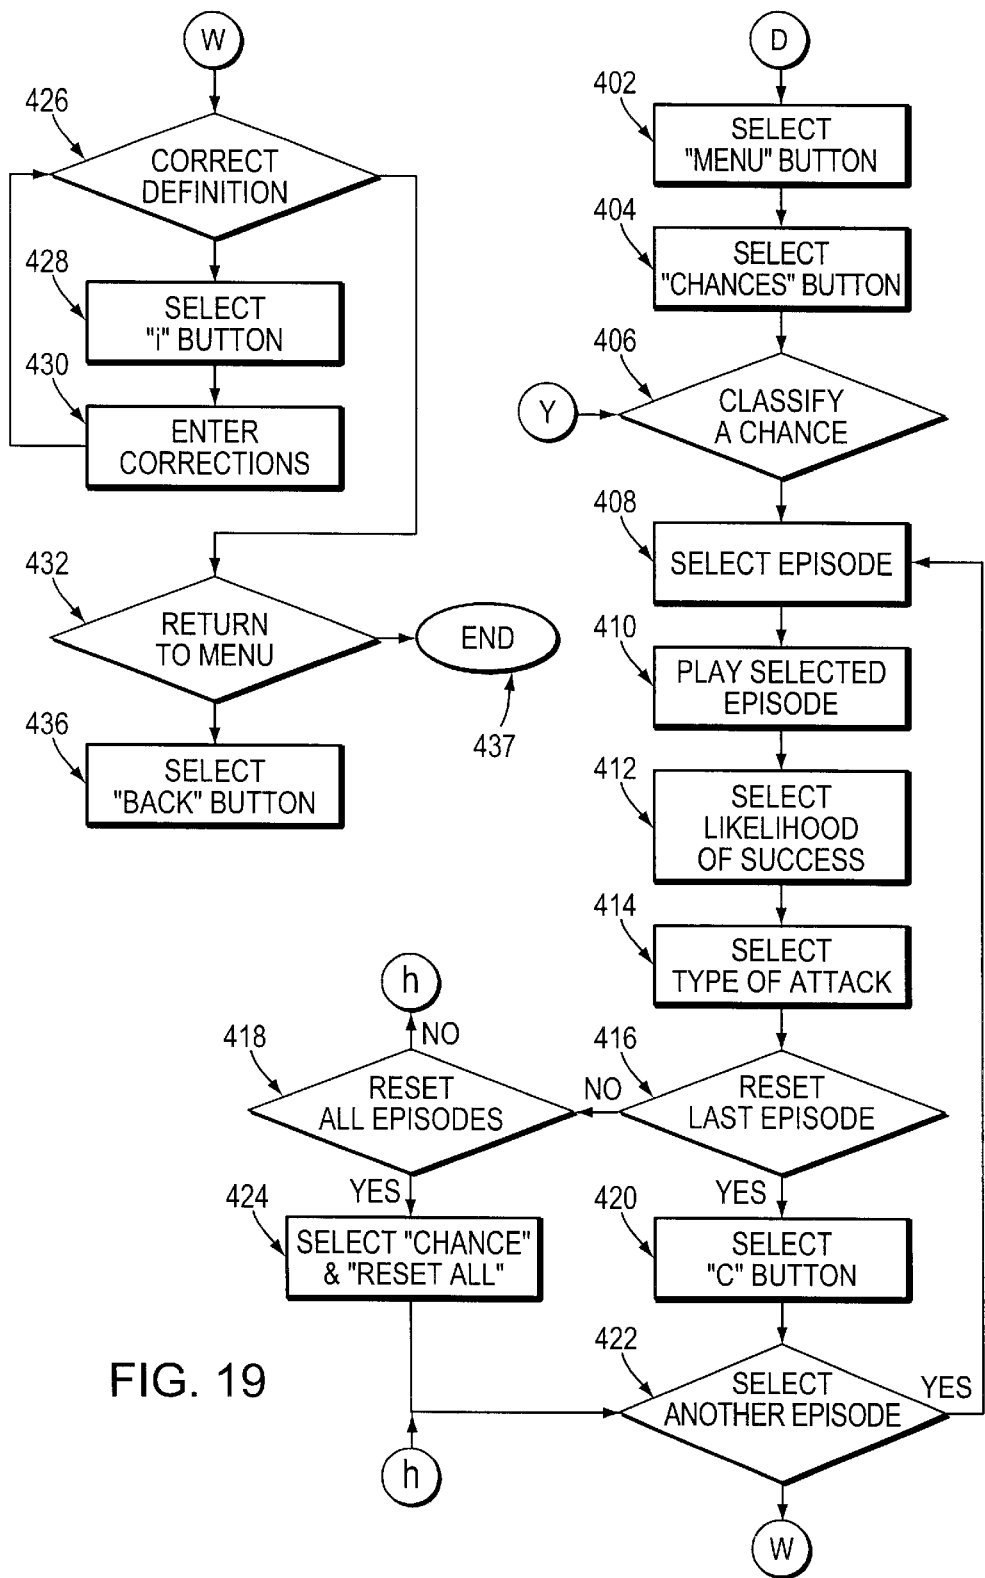 W
426
CORRECT
DEFINITION
428
SELECT
"i" BUTTON
430
ENTER
CORRECTIONS
432
RETURN
TO MENU
END
437
436
SELECT
"BACK" BUTTON
D
402
SELECT
"MENU" BUTTON
404
SELECT
"CHANCES" BUTTON
406
Y
CLASSIFY
A CHANCE
408
SELECT EPISODE
410
PLAY SELECTED
EPISODE
412
SELECT
LIKELIHOOD
OF SUCCESS
414
SELECT
TYPE OF ATTACK
416
RESET
LAST EPISODE
NO
YES
h
NO
418
RESET
ALL EPISODES
YES
424
SELECT "CHANCE"
& "RESET ALL"
420
SELECT
"C" BUTTON
422
SELECT
ANOTHER EPISODE
YES
h
W
FIG. 19